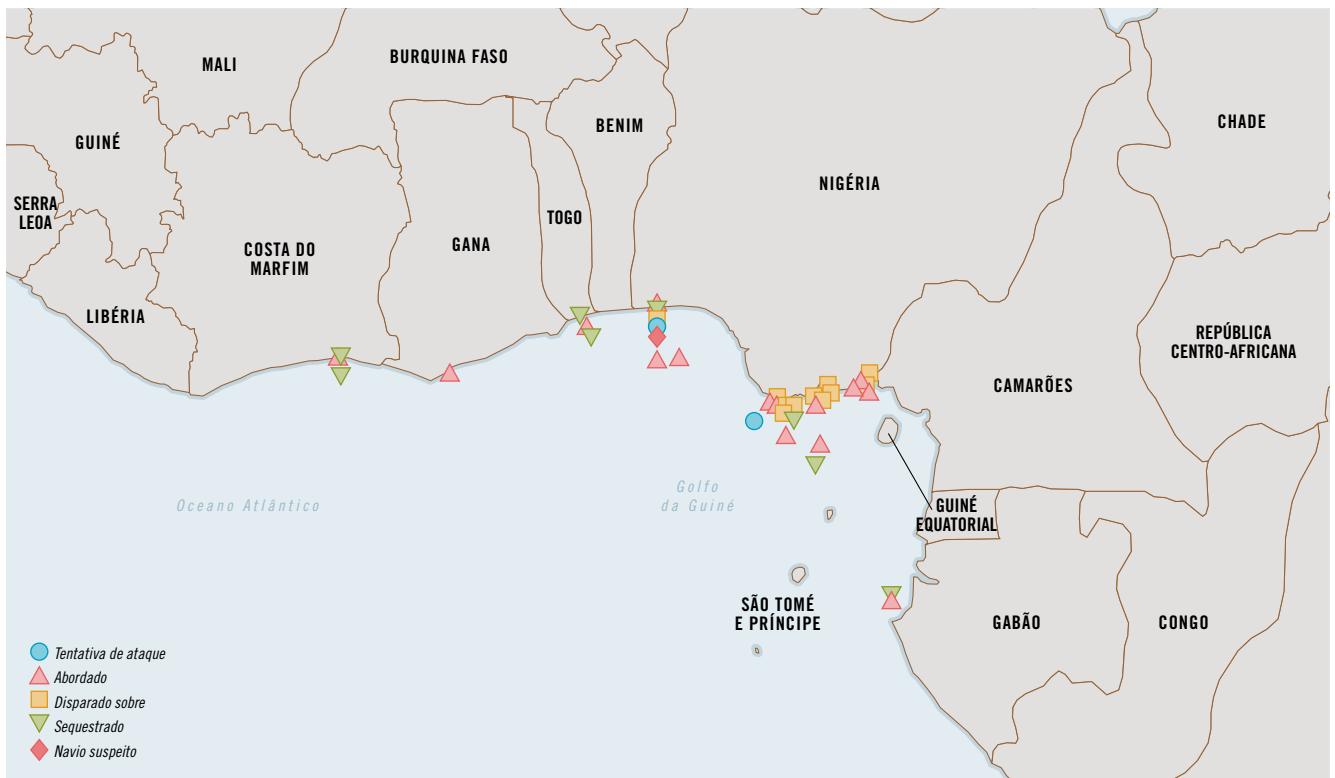 MALI
BURQUINA FASO
BENIM
CHADE
GUINÉ
NIGÉRIA
SERRA
LEOA
TOGO
GANA
COSTA DO
MARFIM
LIBÉRIA
REPÚBLICA
CENTRO-AFRICANA
CAMARÕES
Oceano Atlântico
Golfo
da Guiné
GUINÉ
EQUATORIAL
SÃO TOMÉ
E PRÍNCIPE
GABÃO
CONGO
Tentativa de ataque
Abordado
Disparado sobre
Sequestrado
Navio suspeito